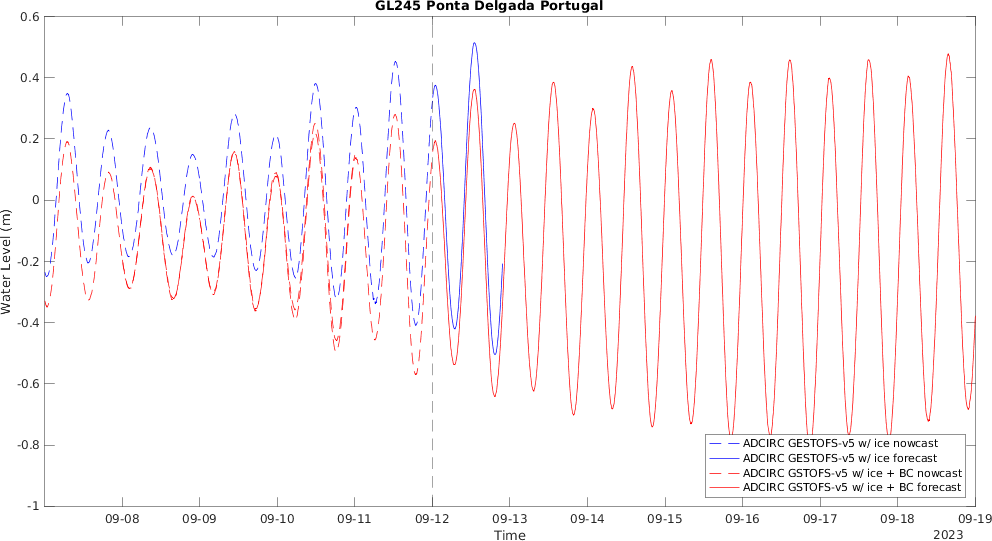 GL245 Ponta Delgada Portugal
0.6
0.4
0.2
0
-0.2
-0.4
-0.6
-0.8
-1
Water Level (m)
ADCIRC GESTOFS-v5 w/ ice nowcast
ADCIRC GESTOFS-v5 w/ ice forecast
ADCIRC GSTOFS-v5 w/ ice + BC nowcast
ADCIRC GSTOFS-v5 w/ ice + BC forecast
09-08 09-09 09-10 09-11 09-12 09-13 09-14 09-15 09-16 09-17 09-18 09-19
Time
2023